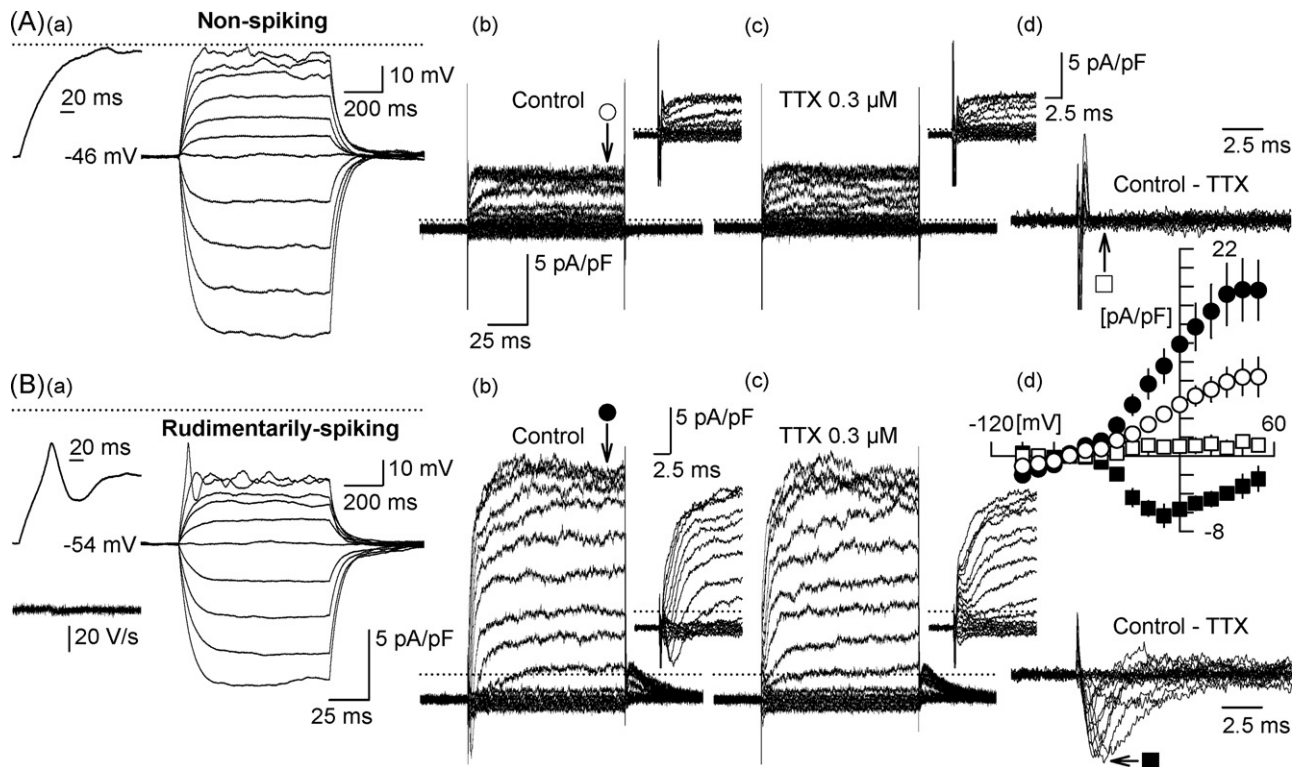 (A)
(a)
Non-spiking
10 mV
200 ms
20 ms
-46 mV
(b)
Control
5 pA/pF
25 ms
(c)
TTX 0.3 µM
5 pA/pF
2.5 ms
(d)
2.5 ms
Control - TTX
22
[pA/pF]
-120[mV]
60
-8
(B)
(a)
Rudimentarily-spiking
20 ms
10 mV
200 ms
-54 mV
20 V/s
5 pA/pF
25 ms
(b)
Control
5 pA/pF
2.5 ms
(c)
TTX 0.3 µM
(d)
Control - TTX
2.5 ms